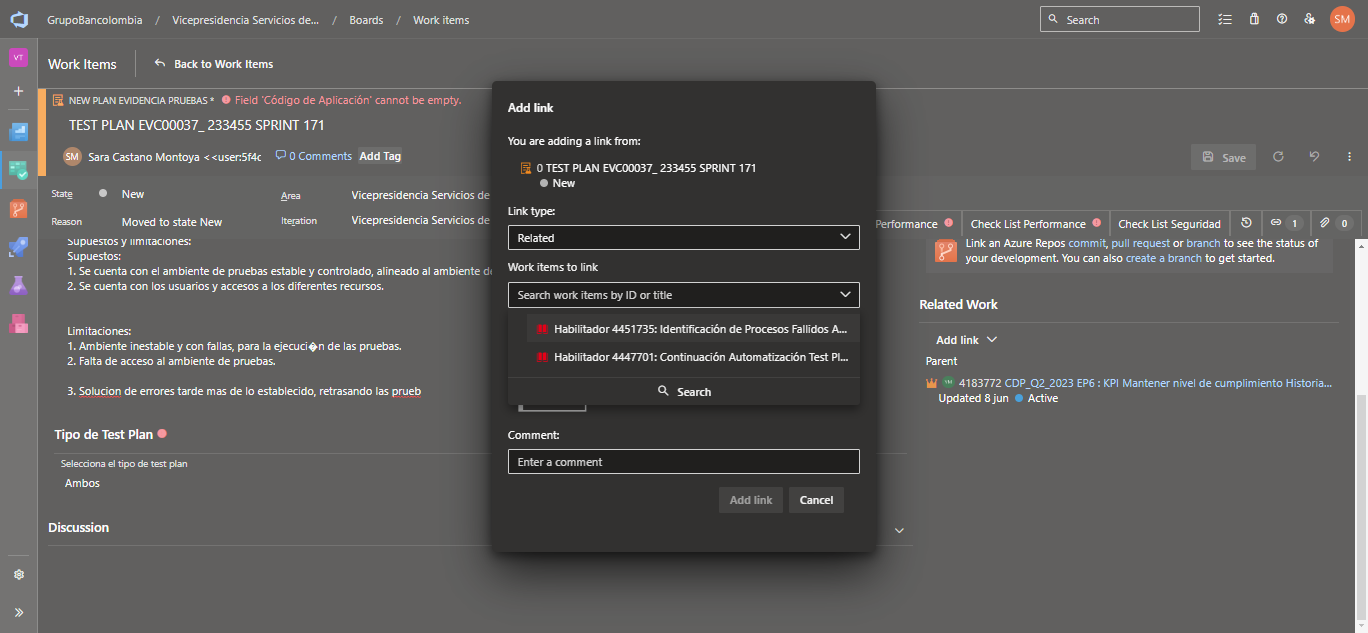 GrupoBancolombia / Vicepresidencia Servicios de... / Boards / Work items
Search
SM
VT
Work Items
Back to Work Items
NEW PLAN EVIDENCIA PRUEBAS * Field 'Código de Aplicación' cannot be empty.
TEST PLAN EVC00037_ 233455 SPRINT 171
SM Sara Castano Montoya <<user:5f4c
0 Comments
Add Tag
Save
State New
Area Vicepresidencia Servicios de
Reason Moved to state New
Iteration Vicepresidencia Servicios de
Performance
Check List Performance
Check List Seguridad
1
0
Supuestos y limitaciones:
Supuestos:
1. Se cuenta con el ambiente de pruebas estable y controlado, alineado al ambiente de
2. Se cuenta con los usuarios y accesos a los diferentes recursos.
Limitaciones:
1. Ambiente inestable y con fallas, para la ejecuci�n de las pruebas.
2. Falta de acceso al ambiente de pruebas.
3. Solucion de errores tarde mas de lo establecido, retrasando las prueb
Tipo de Test Plan
Selecciona el tipo de test plan
Ambos
Discussion
Add link
You are adding a link from:
0 TEST PLAN EVC00037_ 233455 SPRINT 171
New
Link type:
Related
Work items to link
Search work items by ID or title
Habilitador 4451735: Identificación de Procesos Fallidos A...
Habilitador 4447701: Continuación Automatización Test Pl...
Search
Comment:
Enter a comment
Add link
Cancel
Link an Azure Repos commit, pull request or branch to see the status of
your development. You can also create a branch to get started.
Related Work
Add link
Parent
VM 4183772 CDP_Q2_2023 EP6 : KPI Mantener nivel de cumplimiento Historia...
Updated 8 jun Active